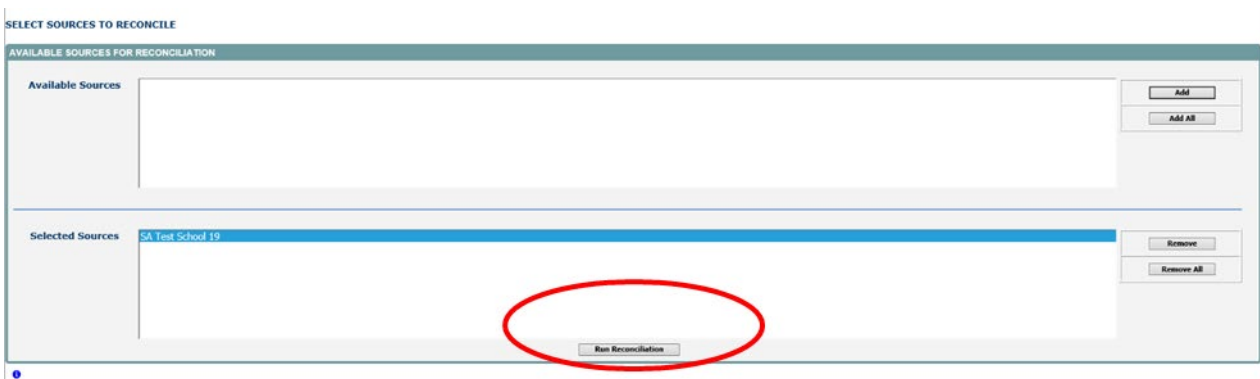 SELECT SOURCES TO RECONCILE
AVAILABLE SOURCES FOR RECONCILIATION
Available Sources
Add
Add All
Selected Sources
SA Test School 19
Remove
Remove All
Run Reconciliation